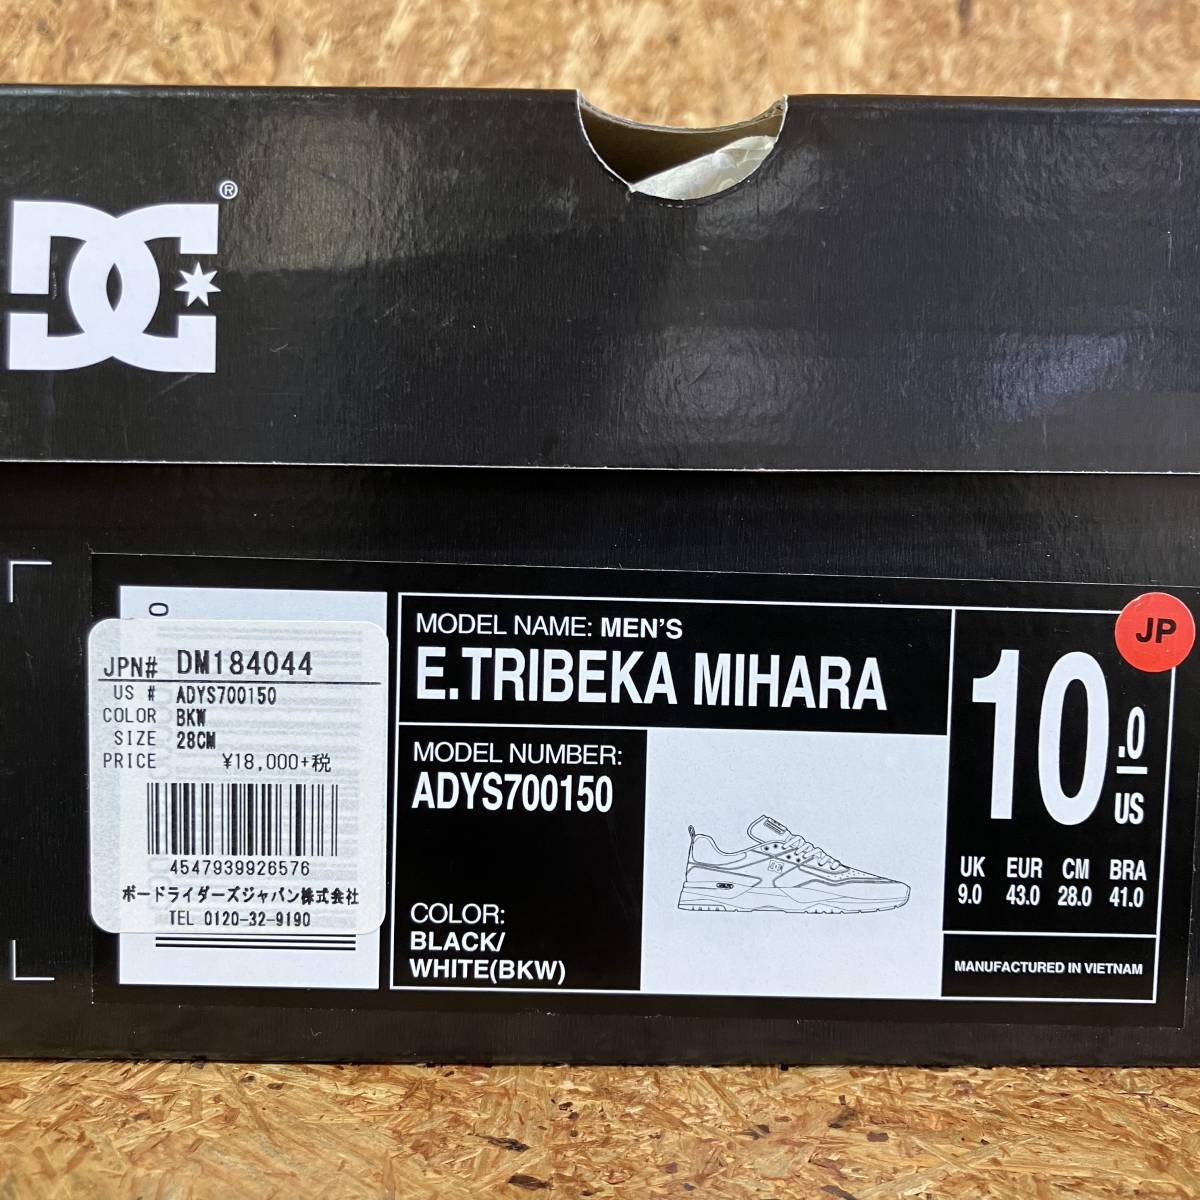 DC®
0
JPN# DM184044
US # ADYS700150
COLOR BKW
SIZE 28CM
PRICE ¥18,000+税
4547939926576
ボードライダーズジャパン株式会社
TEL 0120-32-9190
MODEL NAME: MEN'S
E.TRIBEKA MIHARA
MODEL NUMBER:
ADYS700150
COLOR:
BLACK/
WHITE(BKW)
JP
10.0
US
UK EUR CM BRA
9.0 43.0 28.0 41.0
MANUFACTURED IN VIETNAM